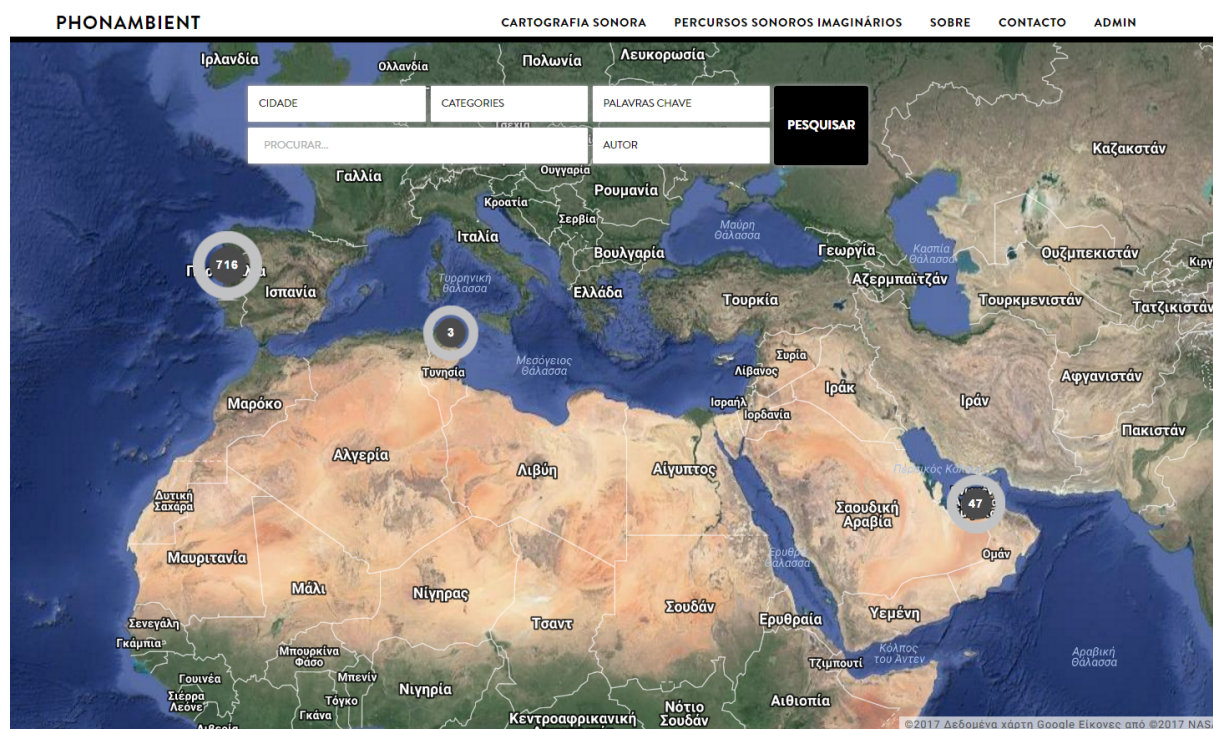 PHONAMBIENT
CARTOGRAFIA SONORA PERCURSOS SONOROS IMAGINÁRIOS SOBRE CONTACTO ADMIN
Ιρλανδία
Ολλανδία
Πολωνία
Λευκορωσία
CIDADE CATEGORIES PALAVRAS CHAVE
PESQUISAR
PROCURAR... AUTOR
Καζακστάν
Γαλλία
Ουγγαρία
Ρουμανία
Κροατία
Σερβία
Ιταλία
Μαύρη
Θάλασσα
Βουλγαρία
Γεωργία
Κασπία
Θάλασσα
Ουζμπεκιστάν
716
Ισπανία
Τυρρηνική
Θάλασσα
Ελλάδα
Τουρκία
Αζερμπαϊτζάν
Τουρκμενιστάν
Τατζικιστάν
3
Τυνησία
Μεσόγειος
Θάλασσα
Συρία
Λίβανος
Ιράκ
Ιράν
Αφγανιστάν
Μαρόκο
Ισραήλ
Ιορδανία
Πακιστάν
Αλγερία
Λιβύη
Αίγυπτος
Δυτική
Σαχάρα
Σαουδική
Αραβία
47
Ομάν
Μαυριτανία
Μάλι
Νίγηρας
Τσαντ
Σουδάν
Ερυθραία
Υεμένη
Σενεγάλη
Γκάμπια
Μπουρκίνα
Φάσο
Τζιμπουτί
Κόλπος
του Άντεν
Αραβική
Θάλασσα
Γουινέα
Μπενίν
Νιγηρία
Σιέρρα
Λεόνε
Τόγκο
Γκάνα
Νότιο
Σουδάν
Αιθιοπία
Κεντροαφρικανική
©2017 Δεδομένα χάρτη Google Εικόνες από ©2017 NASA